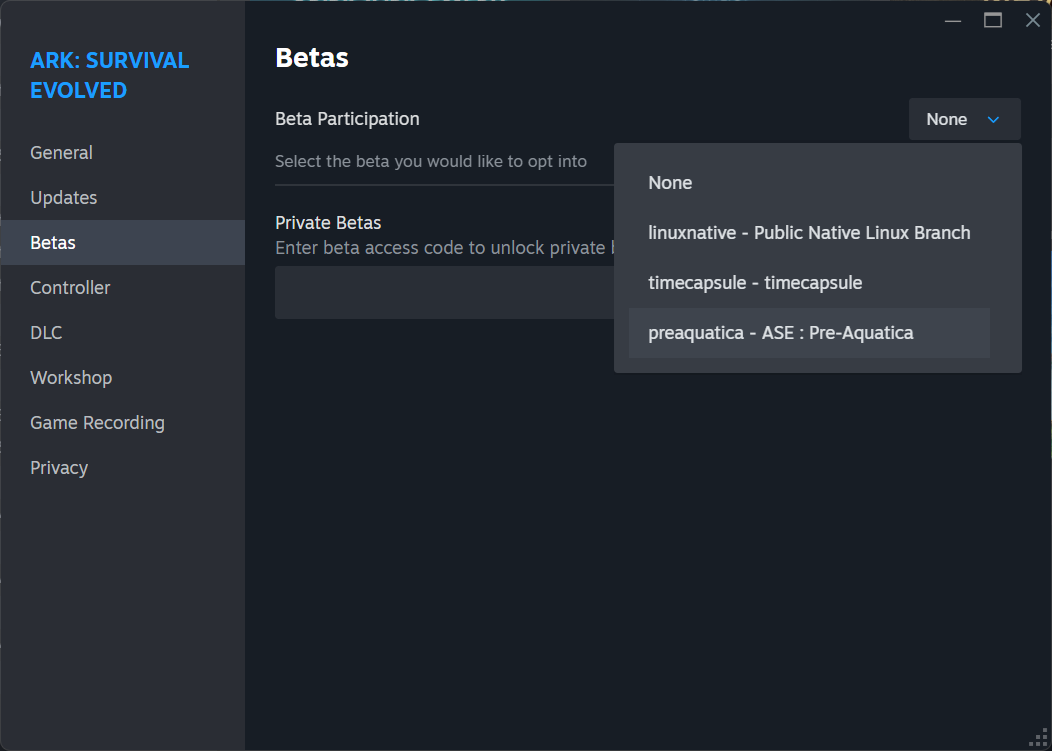 ARK: SURVIVAL
EVOLVED
General
Updates
Betas
Controller
DLC
Workshop
Game Recording
Privacy
Betas
Beta Participation
None
Select the beta you would like to opt into
Private Betas
Enter beta access code to unlock private
None
linuxnative - Public Native Linux Branch
timecapsule - timecapsule
preaquatica - ASE : Pre-Aquatica